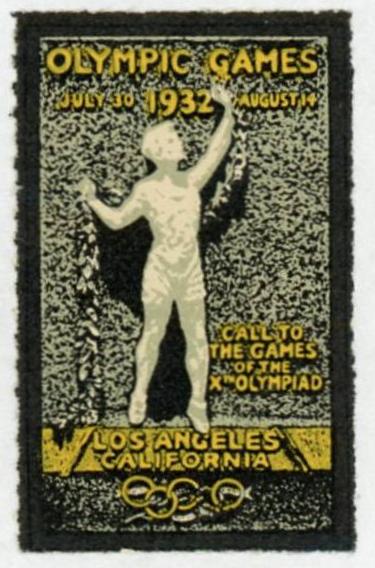 OLYMPIC GAMES
JULY 30 1932 AUGUST 14
CALL TO
THE GAMES
OF THE
XTH OLYMPIAD
LOS ANGELES
CALIFORNIA